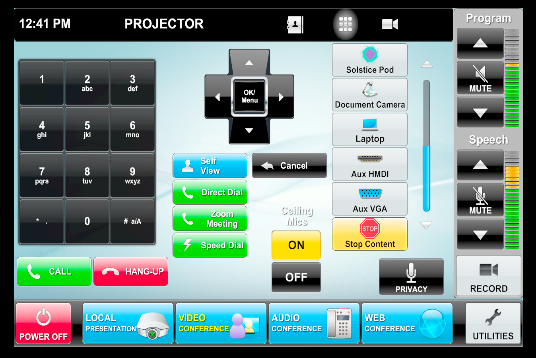 12:41 PM
PROJECTOR
Program
MUTE
Speech
MUTE
RECORD
1
2
abc
3
def
4
ghi
5
jkl
6
mno
7
pqrs
8
tuv
9
wxyz
* .
0
# a/A
CALL
HANG-UP
OK/
Menu
Self
View
Cancel
Direct Dial
Zoom
Meeting
Speed Dial
Ceiling
Mics
ON
OFF
Solstice Pod
Document Camera
Laptop
Aux HDMI
Aux VGA
STOP
Stop Content
PRIVACY
POWER OFF
LOCAL
PRESENTATION
VIDEO
CONFERENCE
AUDIO
CONFERENCE
WEB
CONFERENCE
UTILITIES